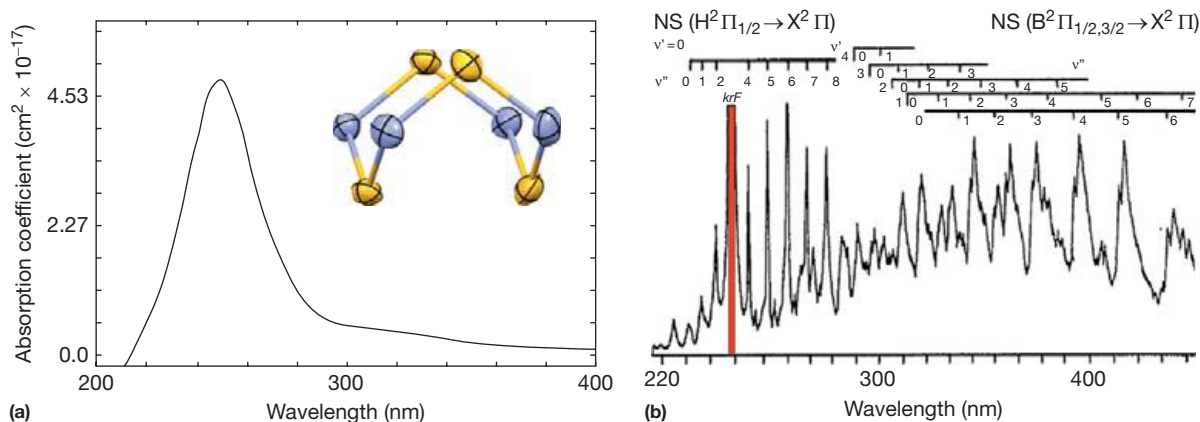 Absorption coefficient (cm² × 10⁻¹⁷)
4.53
2.27
0.0
200 300 400
Wavelength (nm)
(a)
NS (H²Π₁/₂→X² Π) NS (B²Π₁/₂,₃/₂→X² Π)
ν' = 0
ν" 0 1 2 4 5 6 7 8
krF
ν'
4 0 1
3 0 1 2 3 ν"
2 0 1 2 3 4 5
1 0 1 2 3 4 5 6 7
0 1 2 3 4 5 6
220 300 400
Wavelength (nm)
(b)